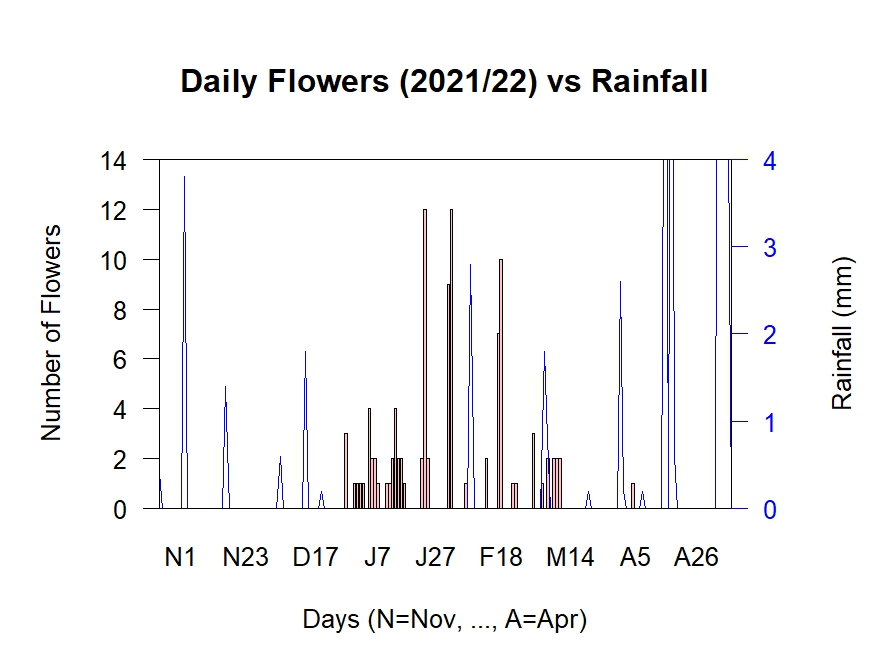 Daily Flowers (2021/22) vs Rainfall
14
12
10
8
6
4
2
0
Number of Flowers
4
3
2
1
0
Rainfall (mm)
N1 N23 D17 J7 J27 F18 M14 A5 A26
Days (N=Nov, ..., A=Apr)